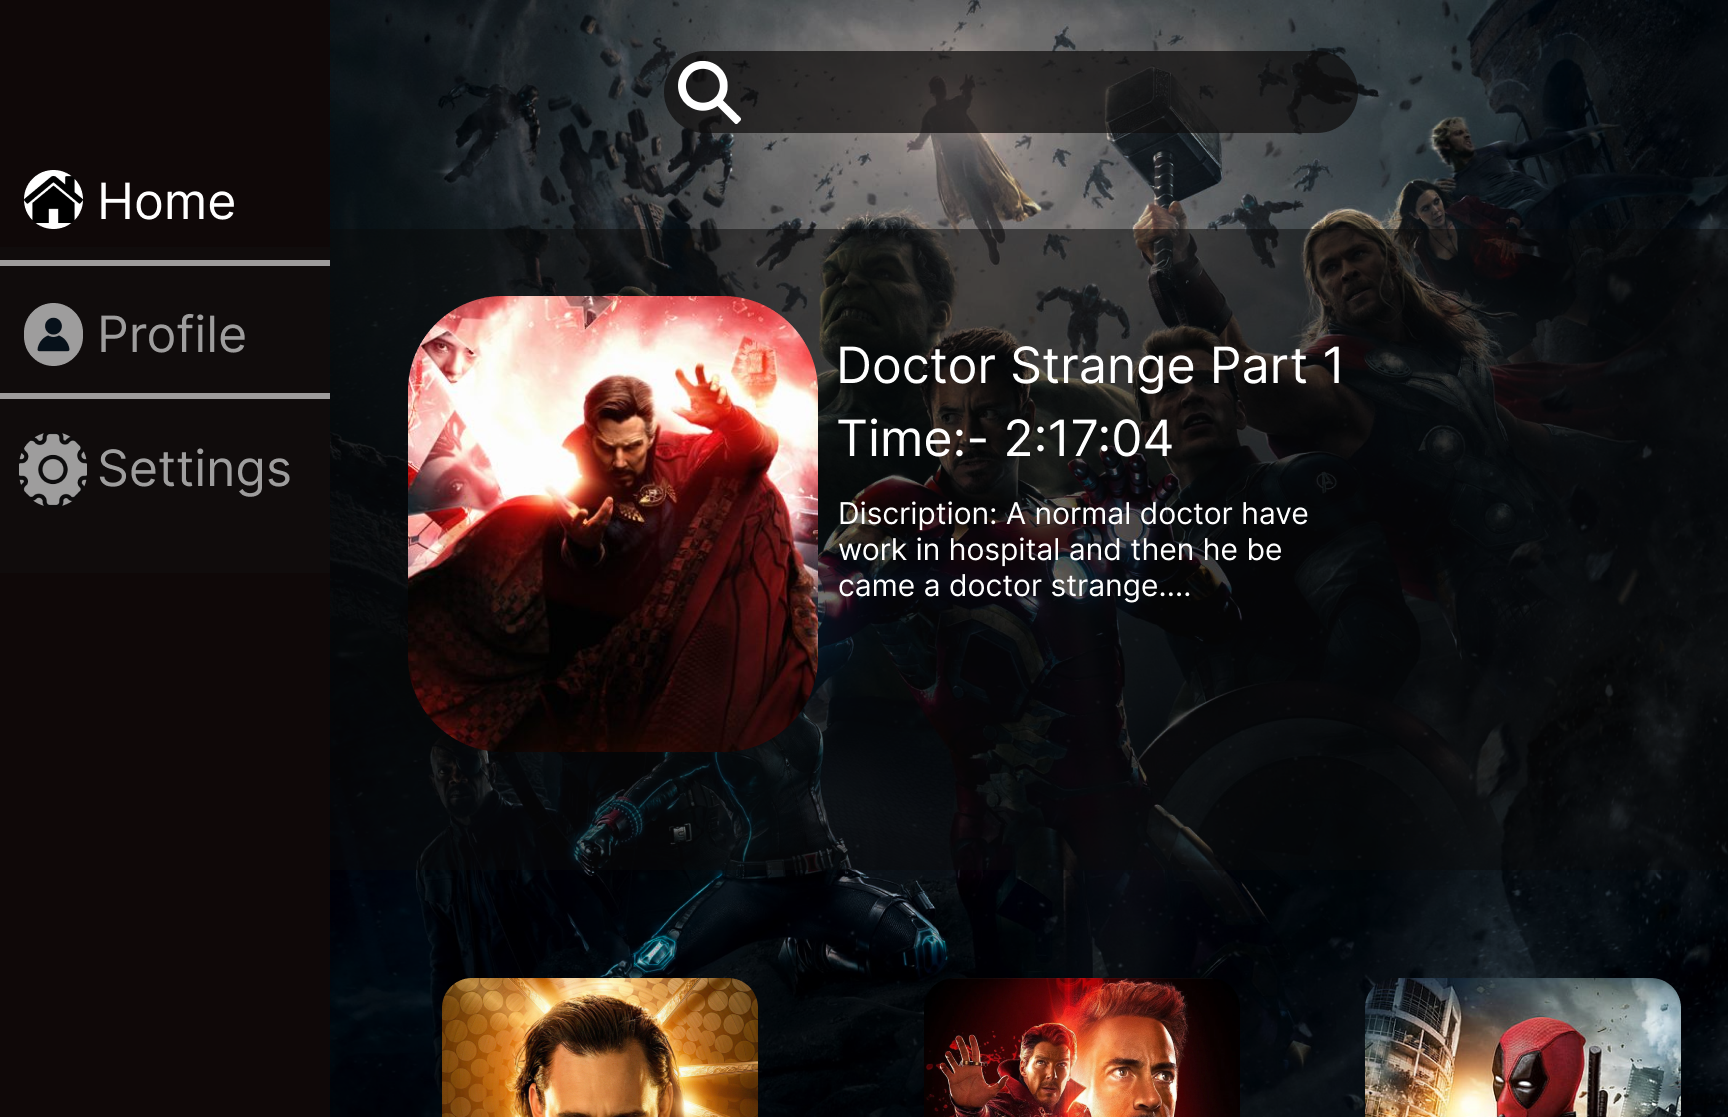 Home
Profile
Settings
Doctor Strange Part 1
Time:- 2:17:04
Discription: A normal doctor have
work in hospital and then he be
came a doctor strange....